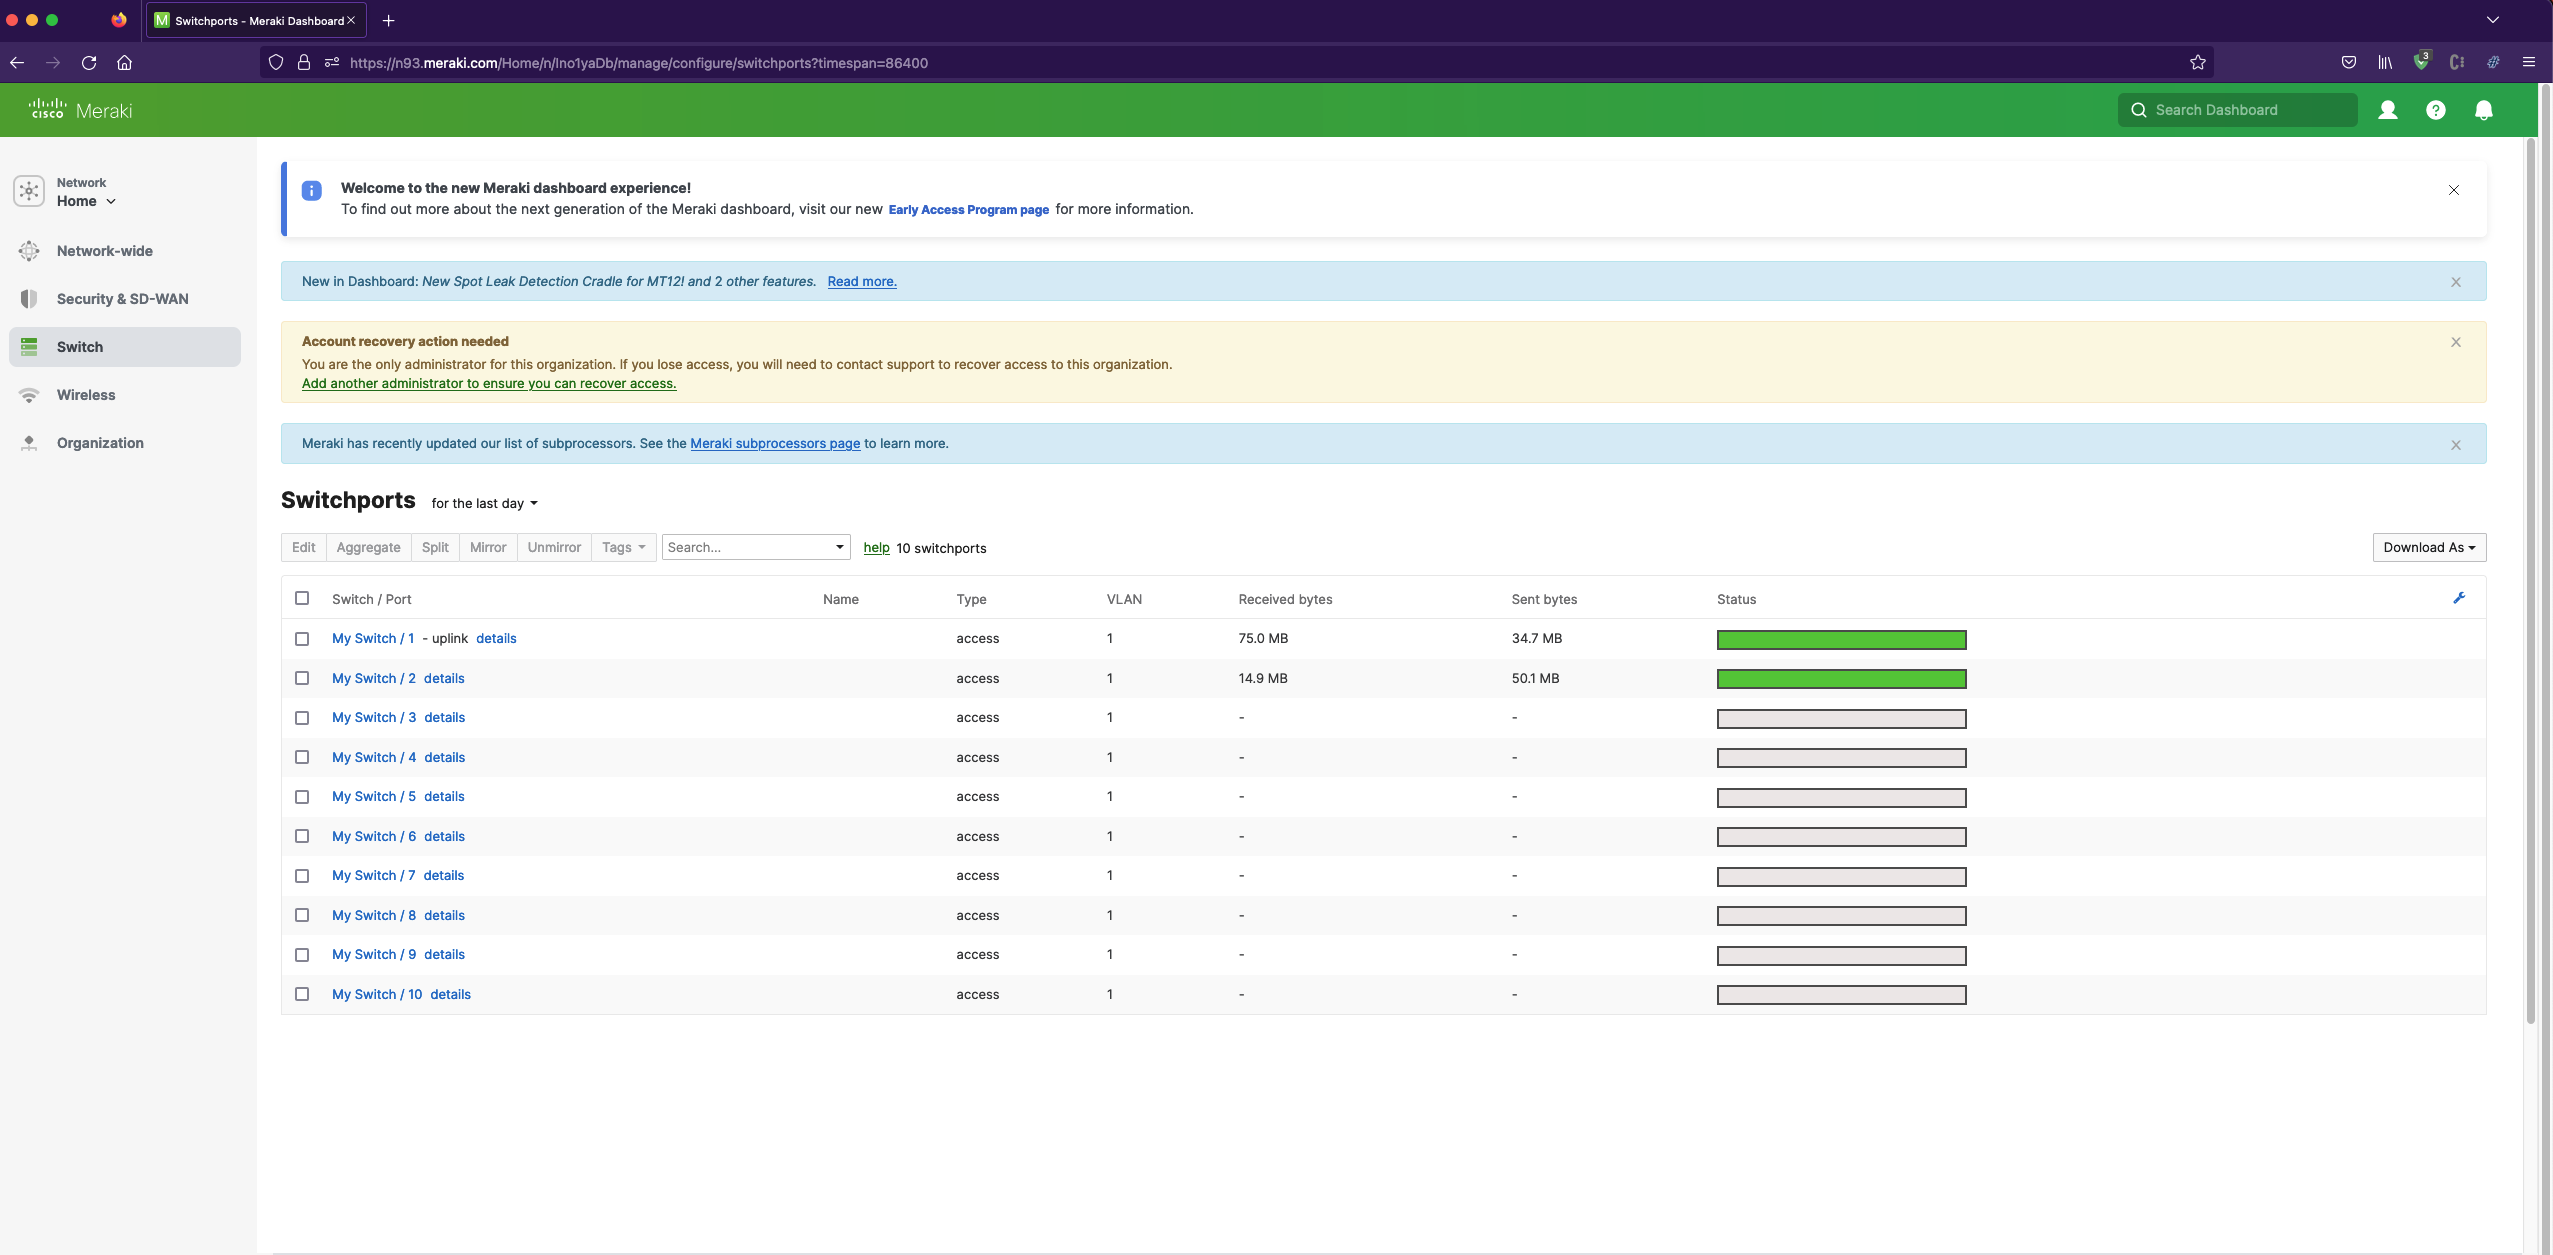 Switchports - Meraki Dashboard
https://n93.meraki.com/Home/n/Ino1yaDb/manage/configure/switchports?timespan=86400
3
cisco Meraki
Search Dashboard
Network
Home
Network-wide
Security & SD-WAN
Switch
Wireless
Organization
Welcome to the new Meraki dashboard experience!
To find out more about the next generation of the Meraki dashboard, visit our new Early Access Program page for more information.
New in Dashboard: New Spot Leak Detection Cradle for MT12! and 2 other features. Read more.
Account recovery action needed
You are the only administrator for this organization. If you lose access, you will need to contact support to recover access to this organization.
Add another administrator to ensure you can recover access.
Meraki has recently updated our list of subprocessors. See the Meraki subprocessors page to learn more.
Switchports for the last day
Edit Aggregate Split Mirror Unmirror Tags Search... help 10 switchports Download As
Switch / Port Name Type VLAN Received bytes Sent bytes Status
My Switch / 1 - uplink details access 1 75.0 MB 34.7 MB
My Switch / 2 details access 1 14.9 MB 50.1 MB
My Switch / 3 details access 1 - -
My Switch / 4 details access 1 - -
My Switch / 5 details access 1 - -
My Switch / 6 details access 1 - -
My Switch / 7 details access 1 - -
My Switch / 8 details access 1 - -
My Switch / 9 details access 1 - -
My Switch / 10 details access 1 - -